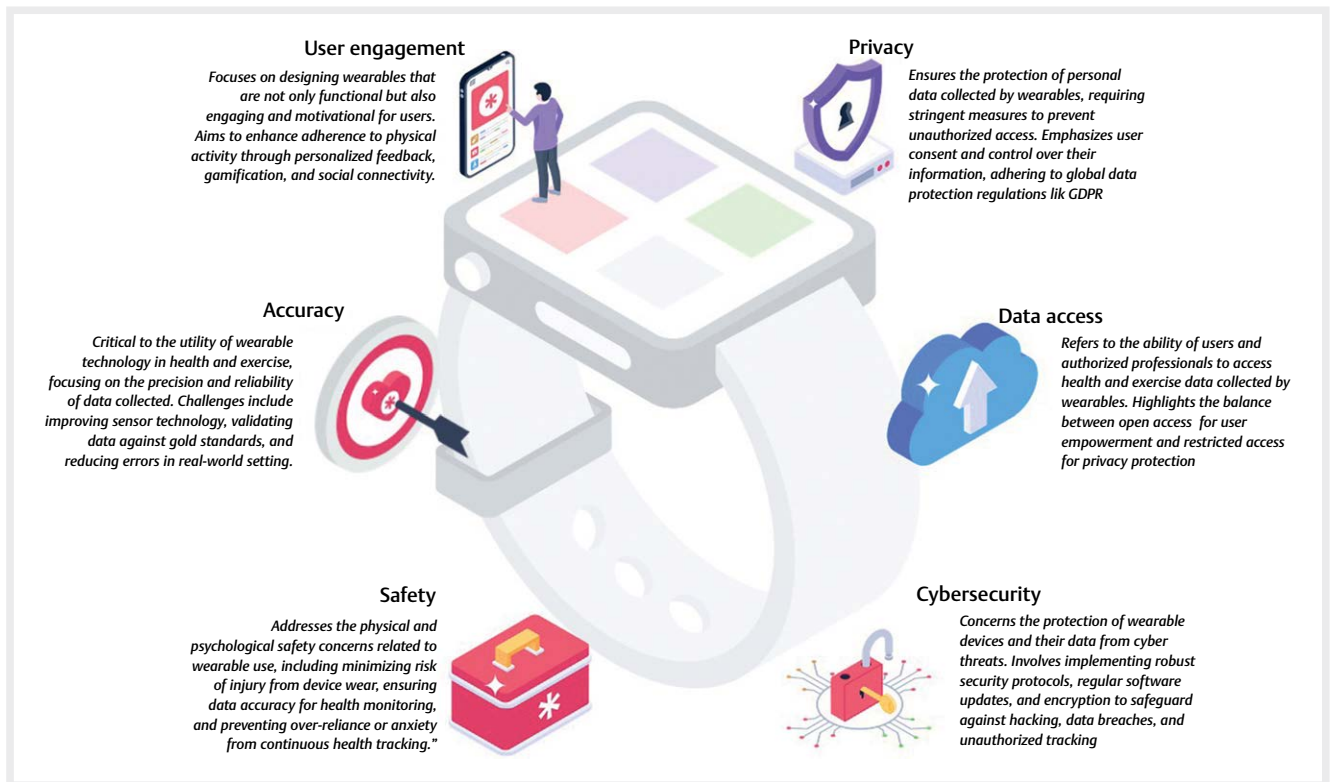 User engagement
Focuses on designing wearables that
are not only functional but also
engaging and motivational for users.
Aims to enhance adherence to physical
activity through personalized feedback,
gamification, and social connectivity.
Privacy
Ensures the protection of personal
data collected by wearables, requiring
stringent measures to prevent
unauthorized access. Emphasizes user
consent and control over their
information, adhering to global data
protection regulations lik GDPR
Accuracy
Critical to the utility of wearable
technology in health and exercise,
focusing on the precision and reliability
of data collected. Challenges include
improving sensor technology, validating
data against gold standards, and
reducing errors in real-world setting.
Data access
Refers to the ability of users and
authorized professionals to access
health and exercise data collected by
wearables. Highlights the balance
between open access for user
empowerment and restricted access
for privacy protection
Safety
Addresses the physical and
psychological safety concerns related to
wearable use, including minimizing risk
of injury from device wear, ensuring
data accuracy for health monitoring,
and preventing over-reliance or anxiety
from continuous health tracking.”
Cybersecurity
Concerns the protection of wearable
devices and their data from cyber
threats. Involves implementing robust
security protocols, regular software
updates, and encryption to safeguard
against hacking, data breaches, and
unauthorized tracking